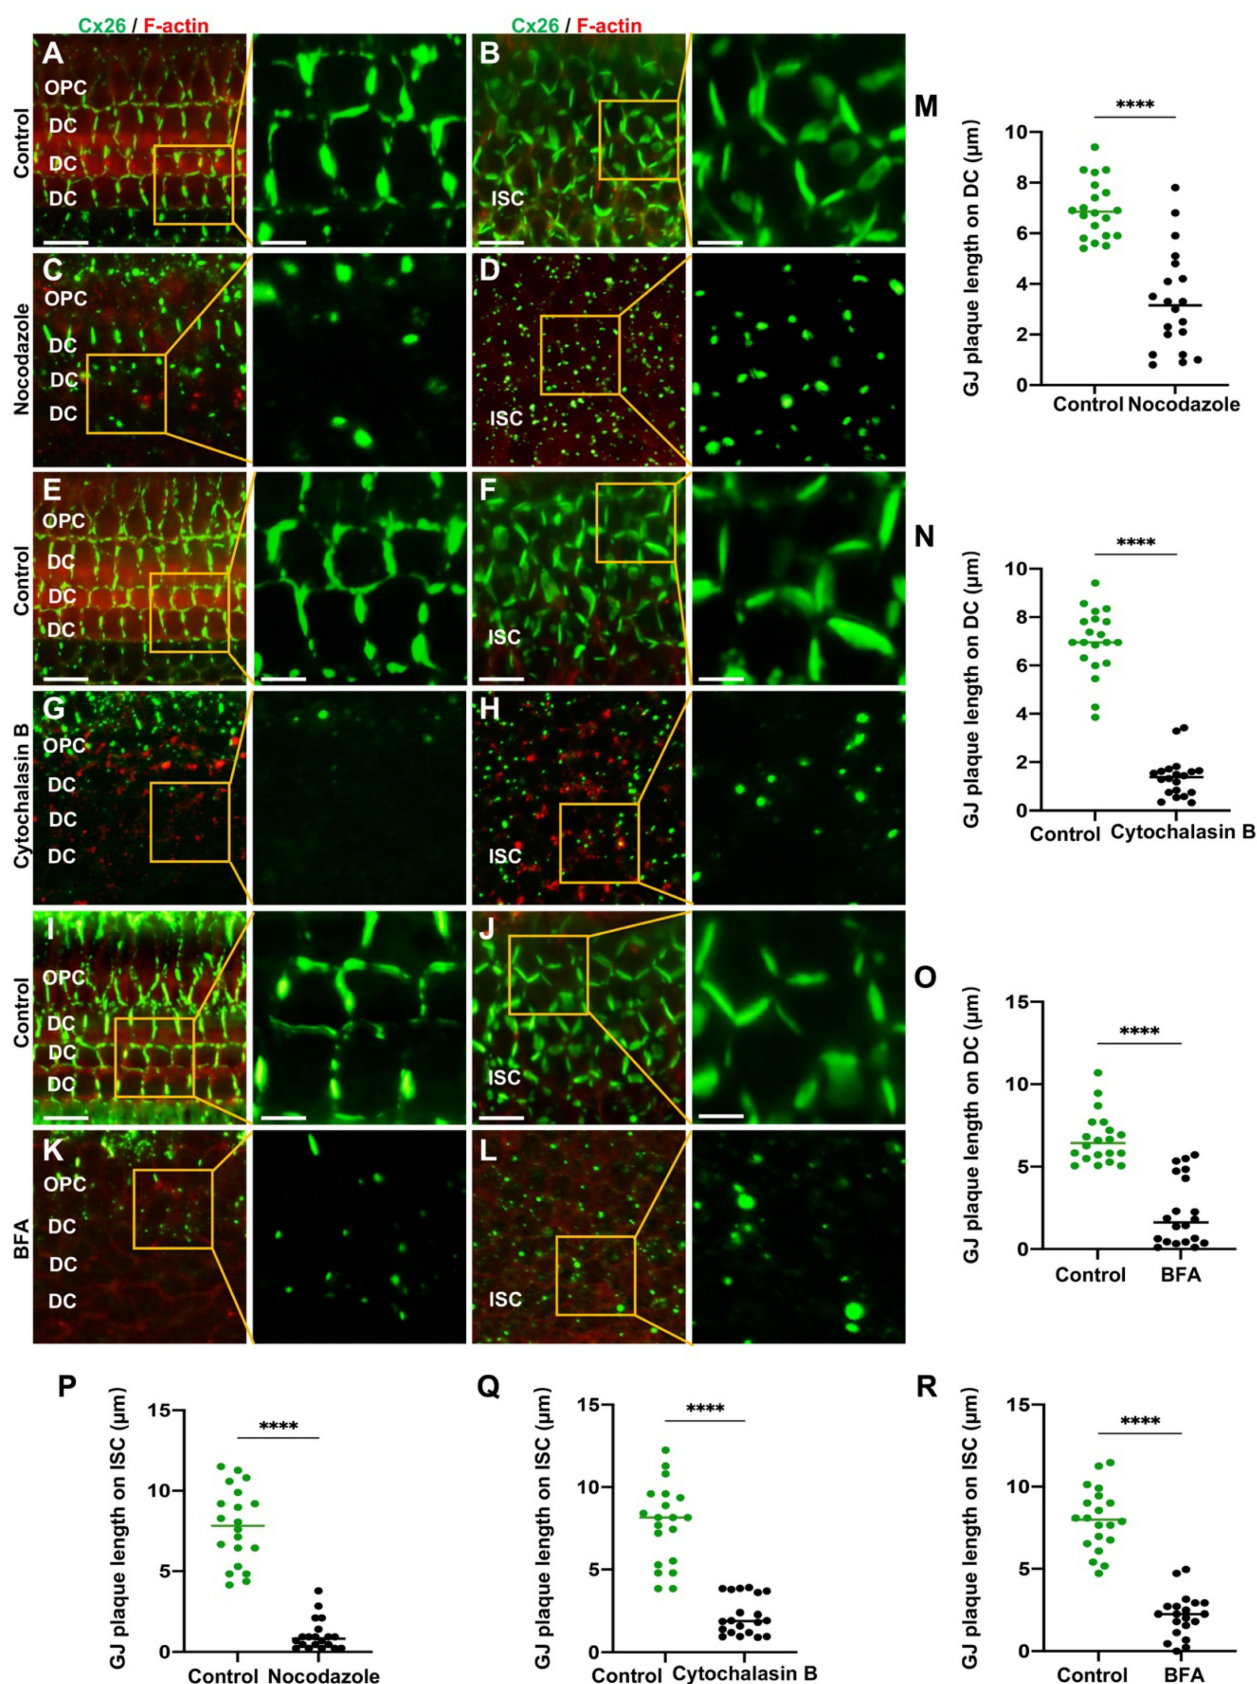 Cx26 / F-actin
Cx26 / F-actin
Control
A
OPC
DC
DC
DC
B
ISC
Nocodazole
C
OPC
DC
DC
DC
D
ISC
Control
E
OPC
DC
DC
DC
F
ISC
Cytochalasin B
G
OPC
DC
DC
DC
H
ISC
Control
I
OPC
DC
DC
DC
J
ISC
BFA
K
OPC
DC
DC
DC
L
ISC
M
GJ plaque length on DC (µm)
****
10
8
6
4
2
0
Control Nocodazole
N
GJ plaque length on DC (µm)
****
10
8
6
4
2
0
Control Cytochalasin B
O
GJ plaque length on DC (µm)
****
15
10
5
0
Control BFA
P
GJ plaque length on ISC (µm)
****
15
10
5
0
Control Nocodazole
Q
GJ plaque length on ISC (µm)
****
15
10
5
0
Control Cytochalasin B
R
GJ plaque length on ISC (µm)
****
15
10
5
0
Control BFA